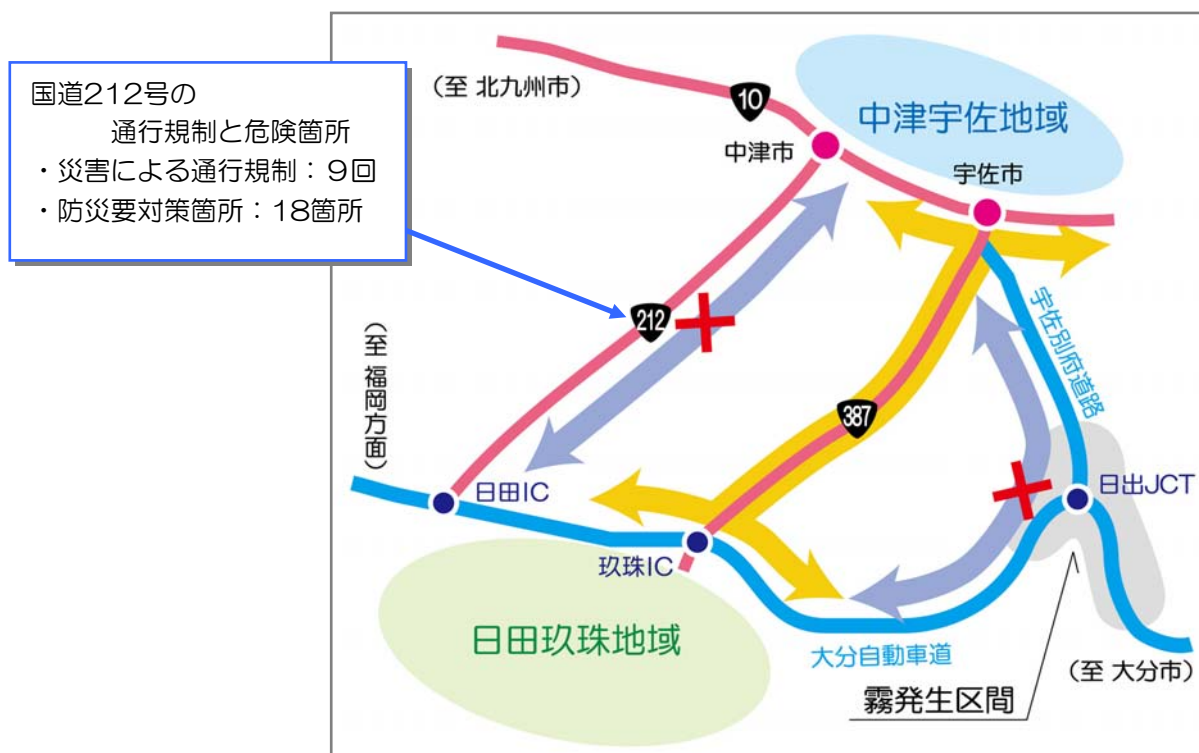 国道212号の
通行規制と危険箇所
・災害による通行規制:9回
・防災要対策箇所:18箇所
(至 北九州市)
10
中津宇佐地域
中津市
宇佐市
212
(至 福岡方面)
宇佐別府道路
387
日田IC
日出JCT
玖珠IC
日田玖珠地域
大分自動車道
(至 大分市)
霧発生区間